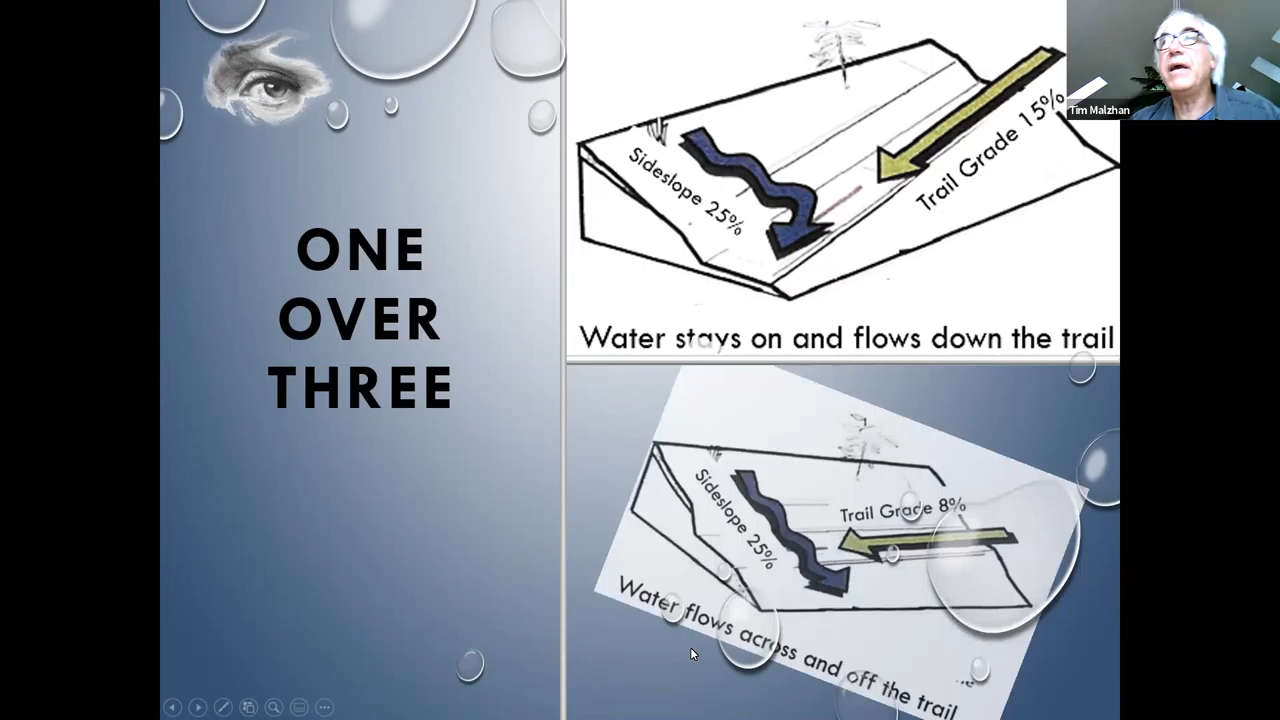 ONE
OVER
THREE
Sideslope 25%
Trail Grade 15%
Water stays on and flows down the trail
Sideslope 25%
Trail Grade 8%
Water flows across and off the trail
Tim Malzhan